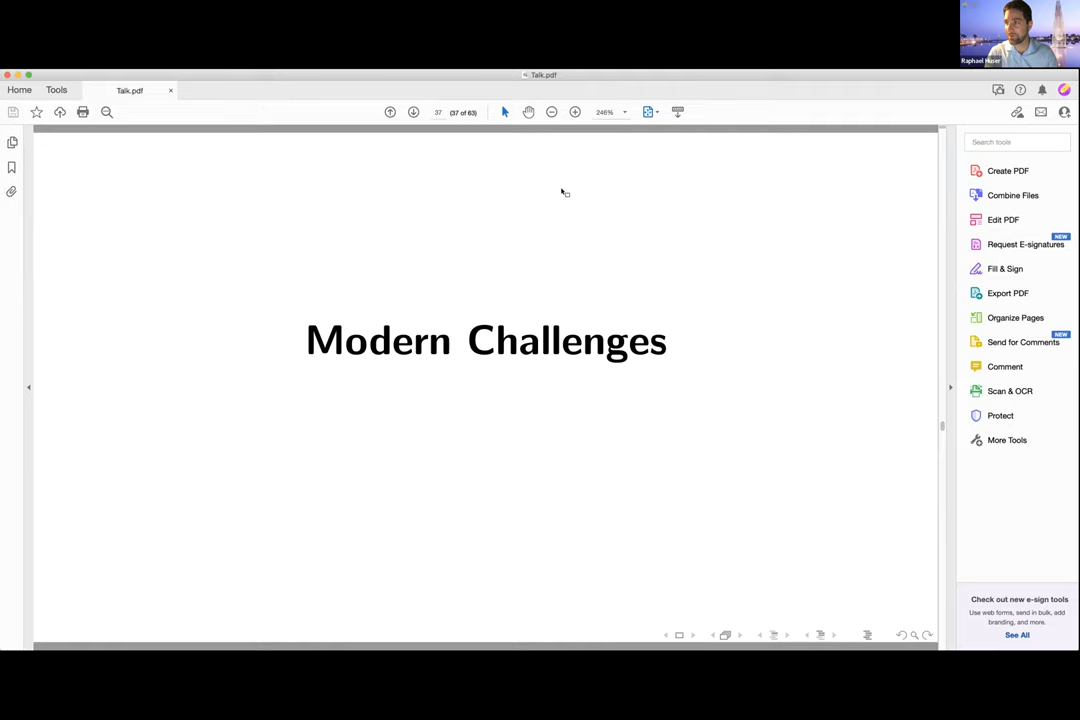 Raphael Huser
Talk.pdf
Home
Tools
Talk.pdf
×
37
(37 of 63)
246%
Search tools
Create PDF
Combine Files
Edit PDF
NEW
Request E-signatures
Fill & Sign
Export PDF
Organize Pages
NEW
Send for Comments
Comment
Scan & OCR
Protect
More Tools
Modern Challenges
Check out new e-sign tools
Use web forms, send in bulk, add
branding, and more.
See All